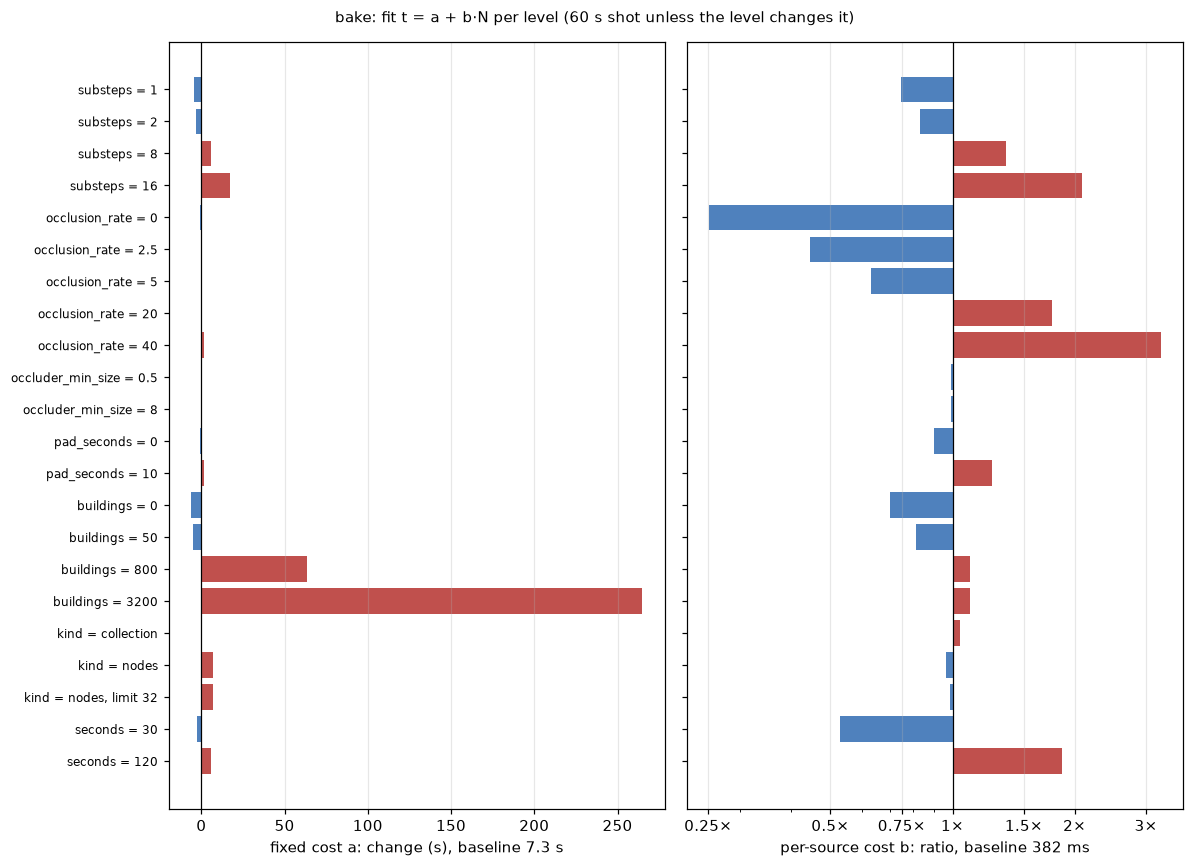 bake: fit t = a + b·N per level (60 s shot unless the level changes it)
substeps = 1
substeps = 2
substeps = 8
substeps = 16
occlusion_rate = 0
occlusion_rate = 2.5
occlusion_rate = 5
occlusion_rate = 20
occlusion_rate = 40
occluder_min_size = 0.5
occluder_min_size = 8
pad_seconds = 0
pad_seconds = 10
buildings = 0
buildings = 50
buildings = 800
buildings = 3200
kind = collection
kind = nodes
kind = nodes, limit 32
seconds = 30
seconds = 120
0 50 100 150 200 250
fixed cost a: change (s), baseline 7.3 s
0.25× 0.5× 0.75× 1× 1.5× 2× 3×
per-source cost b: ratio, baseline 382 ms